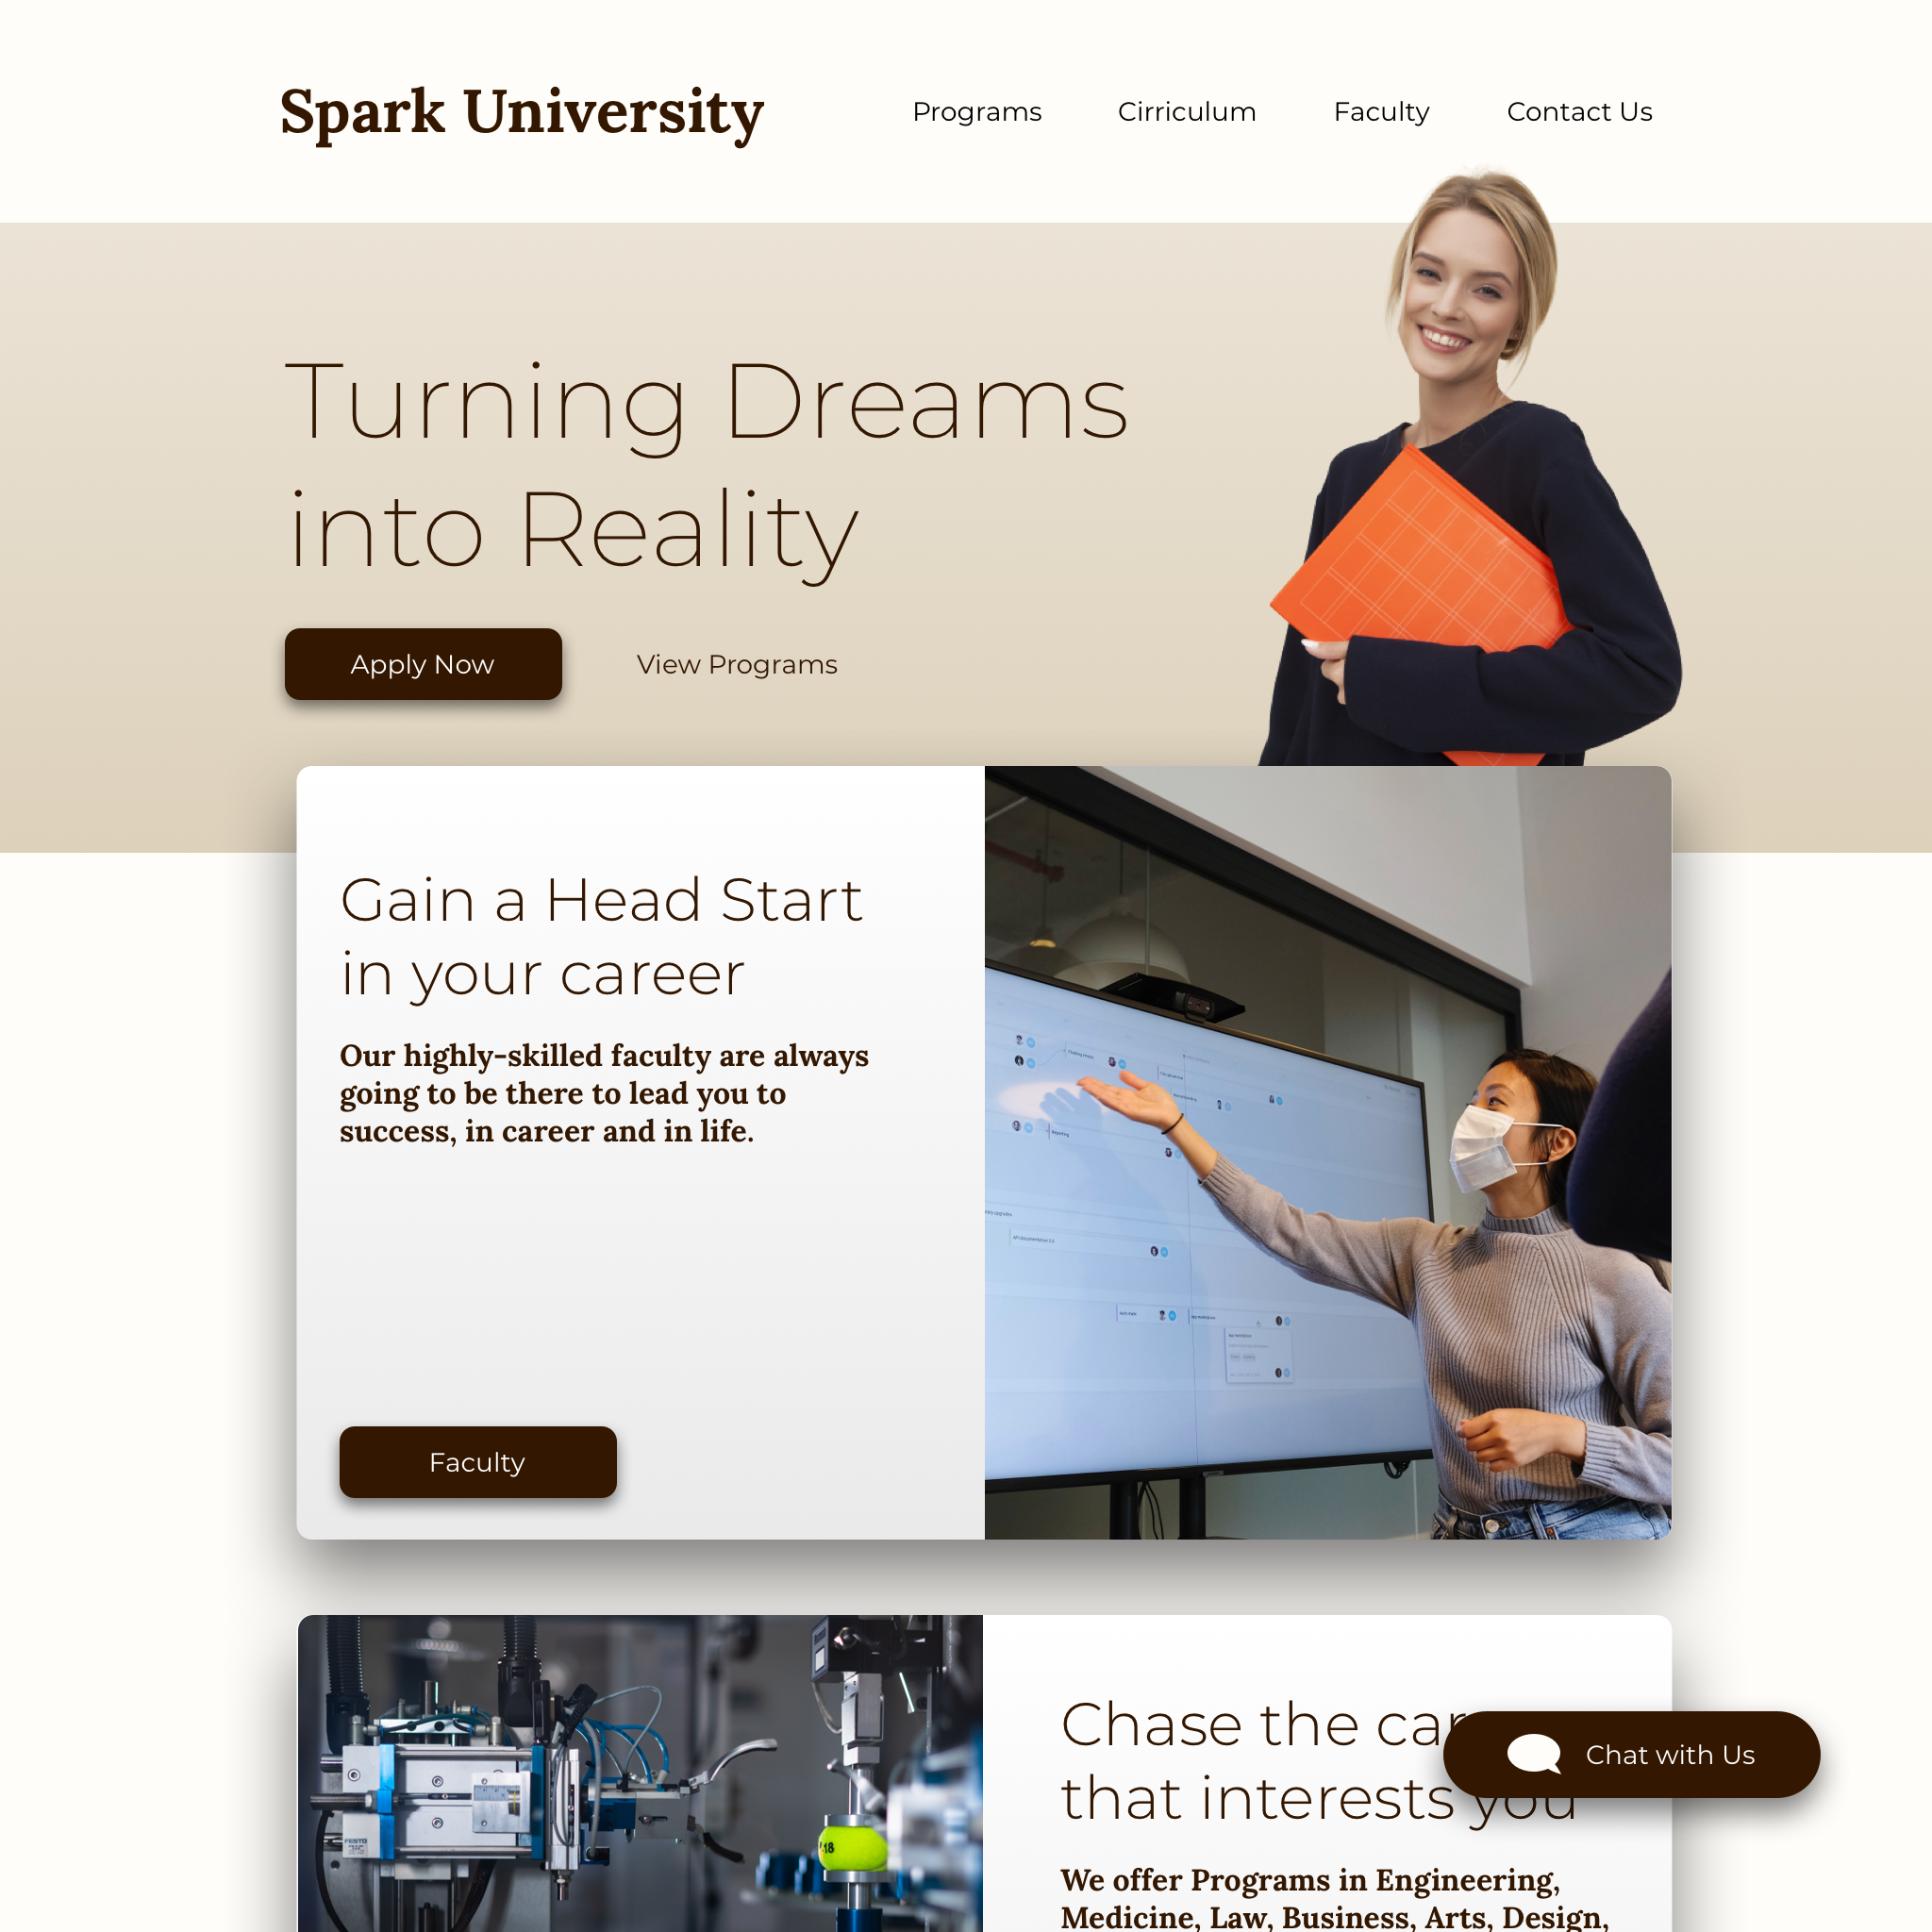 Spark University
Programs
Cirriculum
Faculty
Contact Us
Turning Dreams
into Reality
Apply Now
View Programs
Gain a Head Start
in your career
Our highly-skilled faculty are always
going to be there to lead you to
success, in career and in life.
Faculty
Chase the
that interests you
Chat with Us
We offer Programs in Engineering,
Medicine, Law, Business, Arts, Design,
FESTO
18